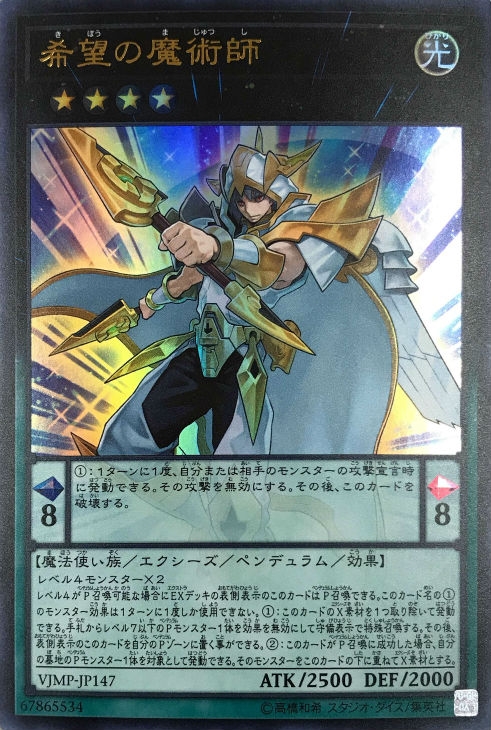 希望の魔術師
光
①:1ターンに1度、自分または相手のモンスターの攻撃宣言時
に発動できる。その攻撃を無効にする。その後、このカードを
破壊する。
8
8
【魔法使い族/エクシーズ/ペンデュラム/効果】
レベル4モンスター×2
レベル4がP召喚可能な場合にEXデッキの表側表示のこのカードはP召喚できる。このカード名の①
のモンスター効果は1ターンに1度しか使用できない。①:このカードのX素材を1つ取り除いて発動
できる。手札からレベル7以下のPモンスター1体を効果を無効にして守備表示で特殊召喚する。その後、
表側表示のこのカードを自分のPゾーンに置く事ができる。②:このカードがP召喚に成功した場合、自分
の墓地のPモンスター1体を対象として発動できる。そのモンスターをこのカードの下に重ねてX素材とする。
VJMP-JP147
ATK/2500 DEF/2000
67865534
©高橋和希 スタジオ・ダイス/集英社